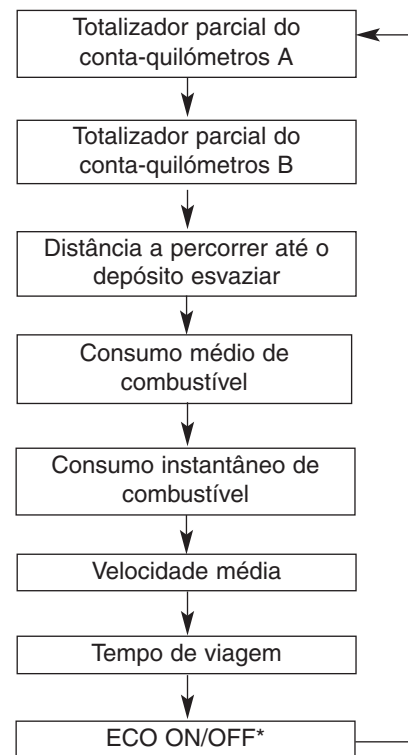 Totalizador parcial do
conta-quilómetros A
Totalizador parcial do
conta-quilómetros B
Distância a percorrer até o
depósito esvaziar
Consumo médio de
combustível
Consumo instantâneo de
combustível
Velocidade média
Tempo de viagem
ECO ON/OFF*